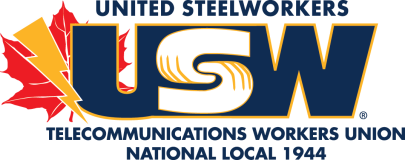 UNITED STEELWORKERS
USW®
TELECOMMUNICATIONS WORKERS UNION
NATIONAL LOCAL 1944